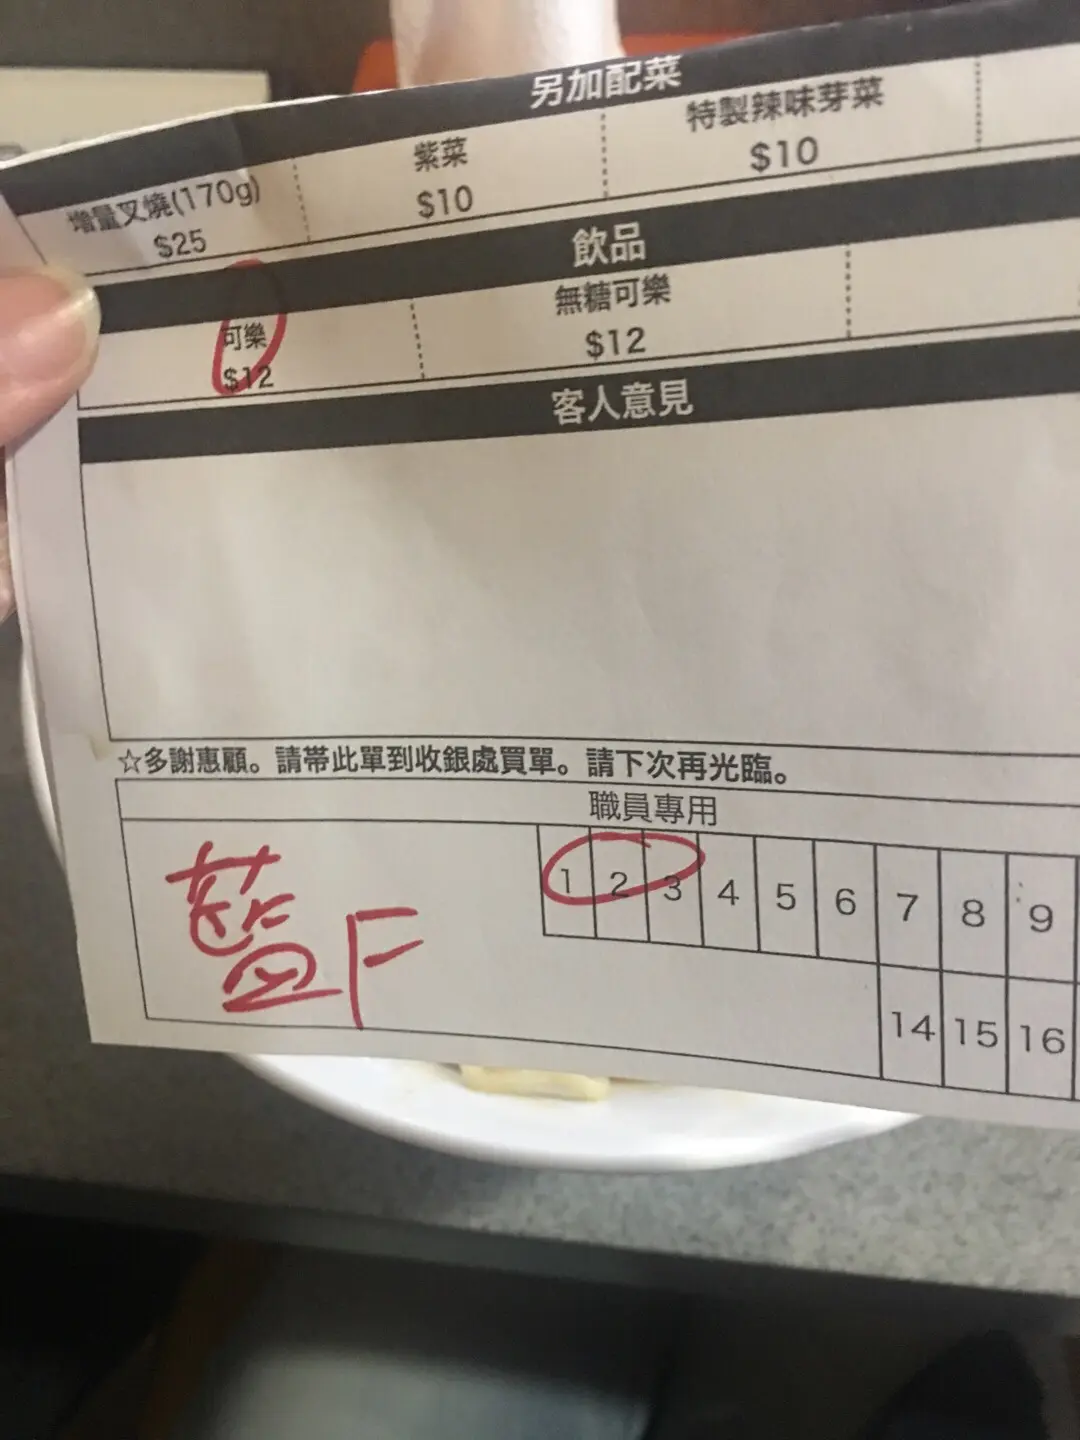 另加配菜
增量叉燒(170g) 紫菜 特製辣味芽菜
$25 $10 $10
飲品
可樂 無糖可樂
$12 $12
客人意見
☆多謝惠顧。請帶此單到收銀處買單。請下次再光臨。
職員專用
藍F
1 2 3 4 5 6 7 8 9
14 15 16